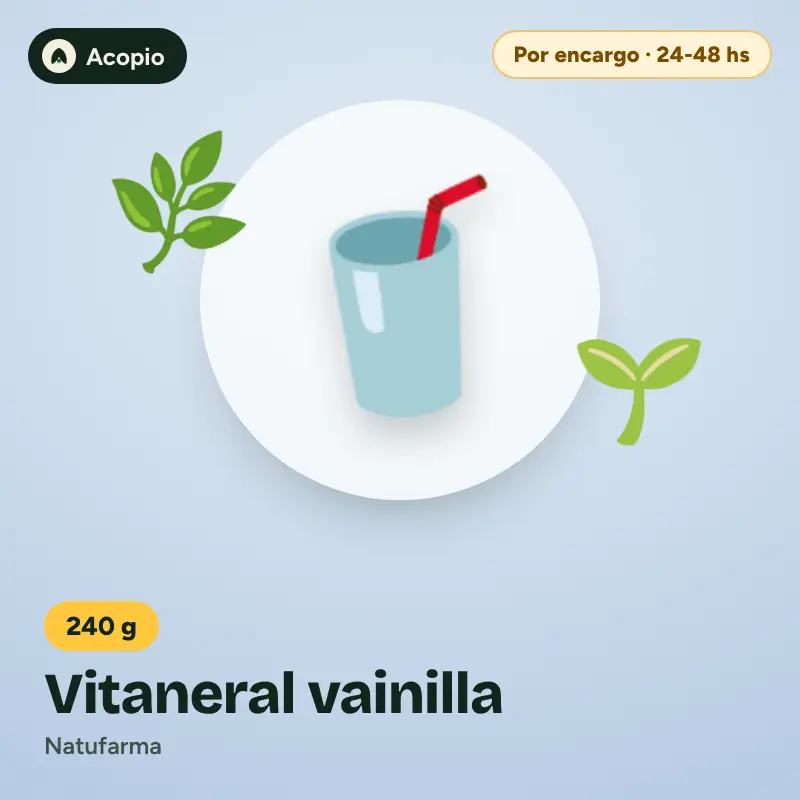 Acopio
Por encargo · 24-48 hs
240 g
Vitaneral vainilla
Natufarma